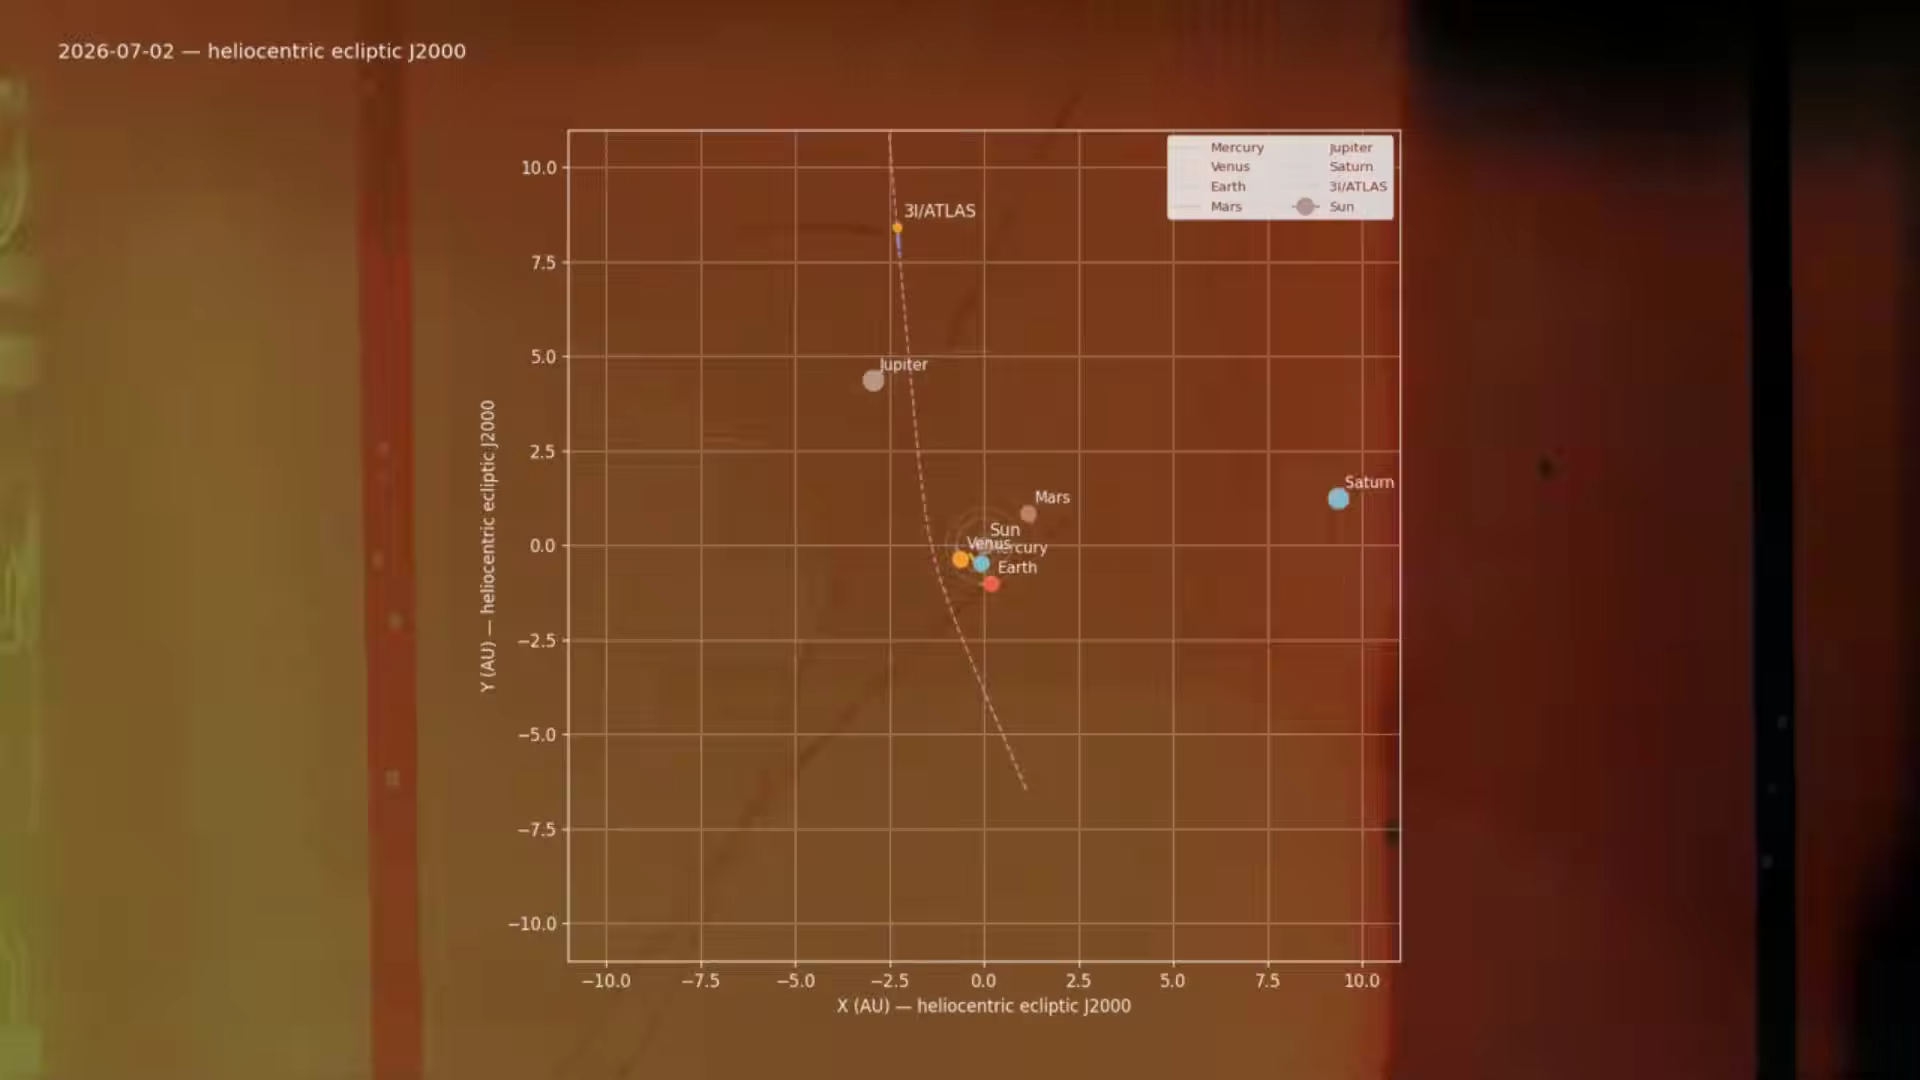 2026-07-02 — heliocentric ecliptic J2000
Mercury
Venus
Earth
Mars
Jupiter
Saturn
3I/ATLAS
Sun
3I/ATLAS
Jupiter
Saturn
Mars
Sun
Venus
Earth
10.0
7.5
5.0
2.5
0.0
−2.5
−5.0
−7.5
−10.0
Y (AU) — heliocentric ecliptic J2000
−10.0 −7.5 −5.0 −2.5 0.0 2.5 5.0 7.5 10.0
X (AU) — heliocentric ecliptic J2000